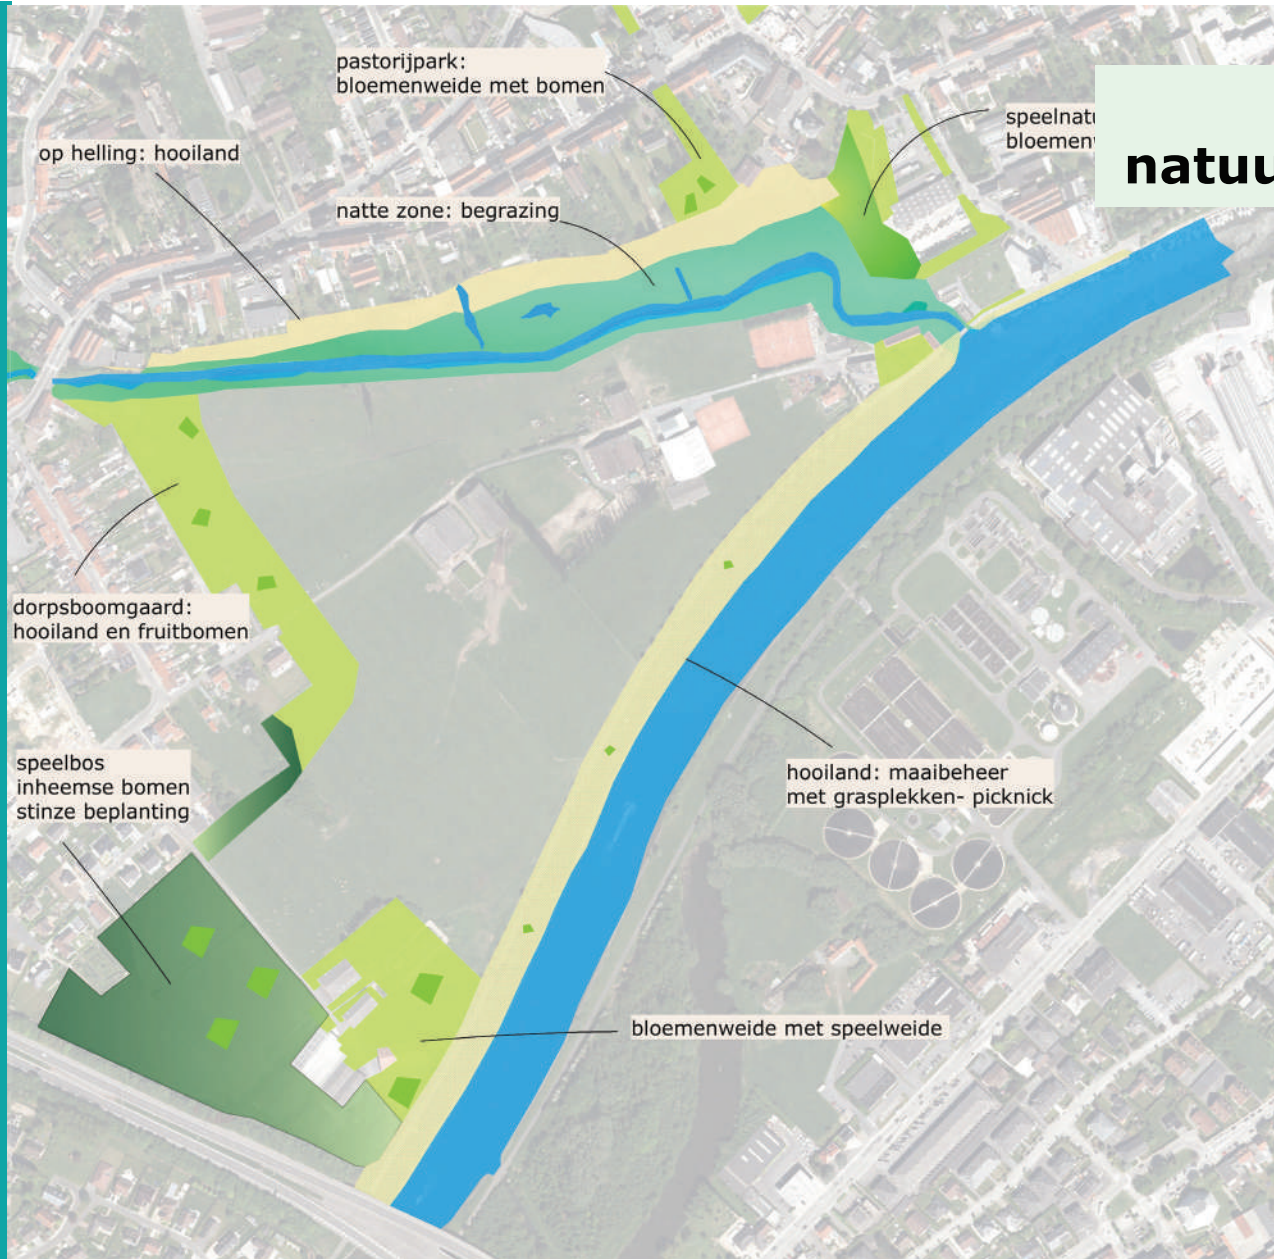 pastorijpark:
bloemenweide met bomen
op helling: hooiland
natte zone: begrazing
dorpsboomgaard:
hooiland en fruitbomen
speelbos
inheemse bomen
stinze beplanting
hooiland: maaibeheer
met grasplekken- picknick
bloemenweide met speelweide